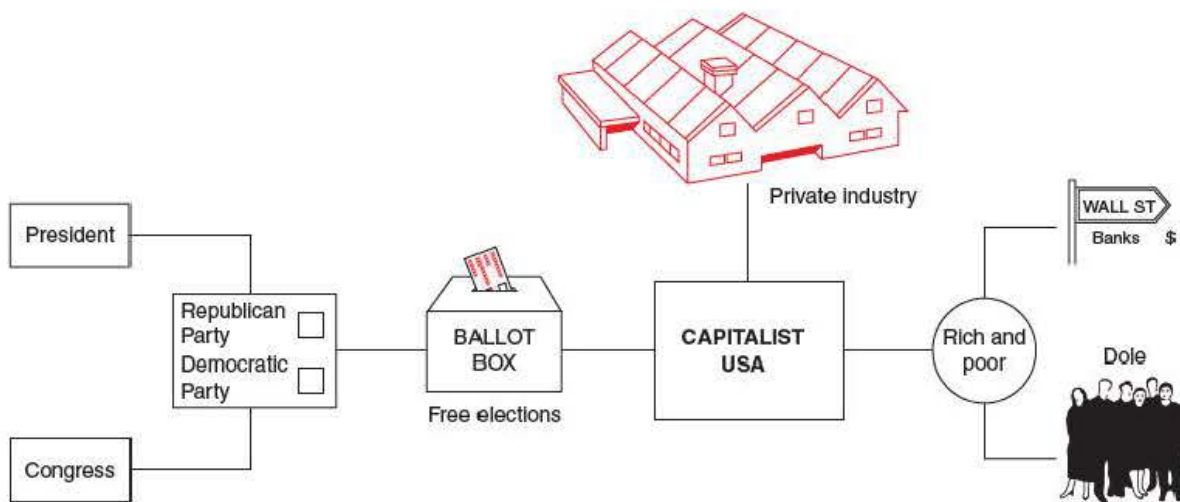 Private industry
WALL ST
Banks $
President
Republican
Party
Democratic
Party
BALLOT
BOX
Free elections
CAPITALIST
USA
Rich and
poor
Dole
Congress